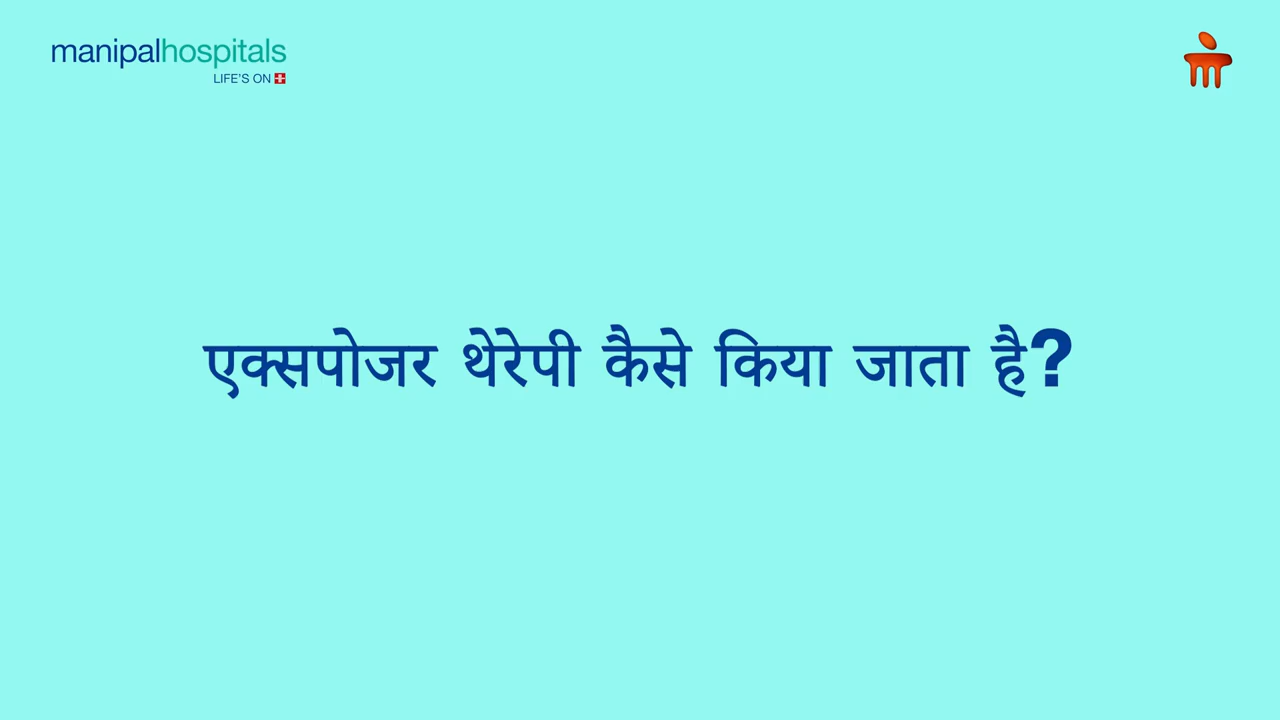 manipalhospitals
LIFE'S ON
एक्सपोजर थेरेपी कैसे किया जाता है?